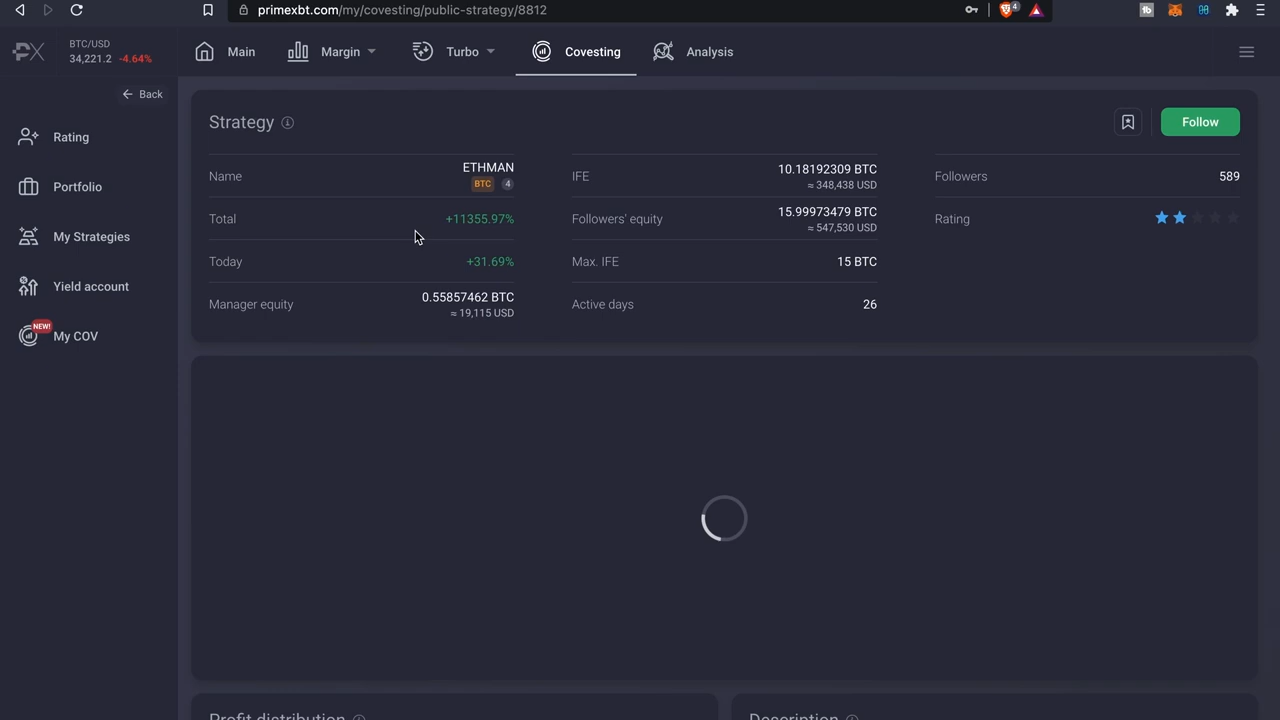 primexbt.com/my/covesting/public-strategy/8812
4
BTC/USD
34,221.2 -4.64%
Main
Margin
Turbo
Covesting
Analysis
Back
Rating
Portfolio
My Strategies
Yield account
NEW!
My COV
Strategy
Follow
Name
ETHMAN
BTC 4
Total
+11355.97%
Today
+31.69%
Manager equity
0.55857462 BTC
≈ 19,115 USD
IFE
10.18192309 BTC
≈ 348,438 USD
Followers' equity
15.99973479 BTC
≈ 547,530 USD
Max. IFE
15 BTC
Active days
26
Followers
589
Rating
Profit distribution
Description